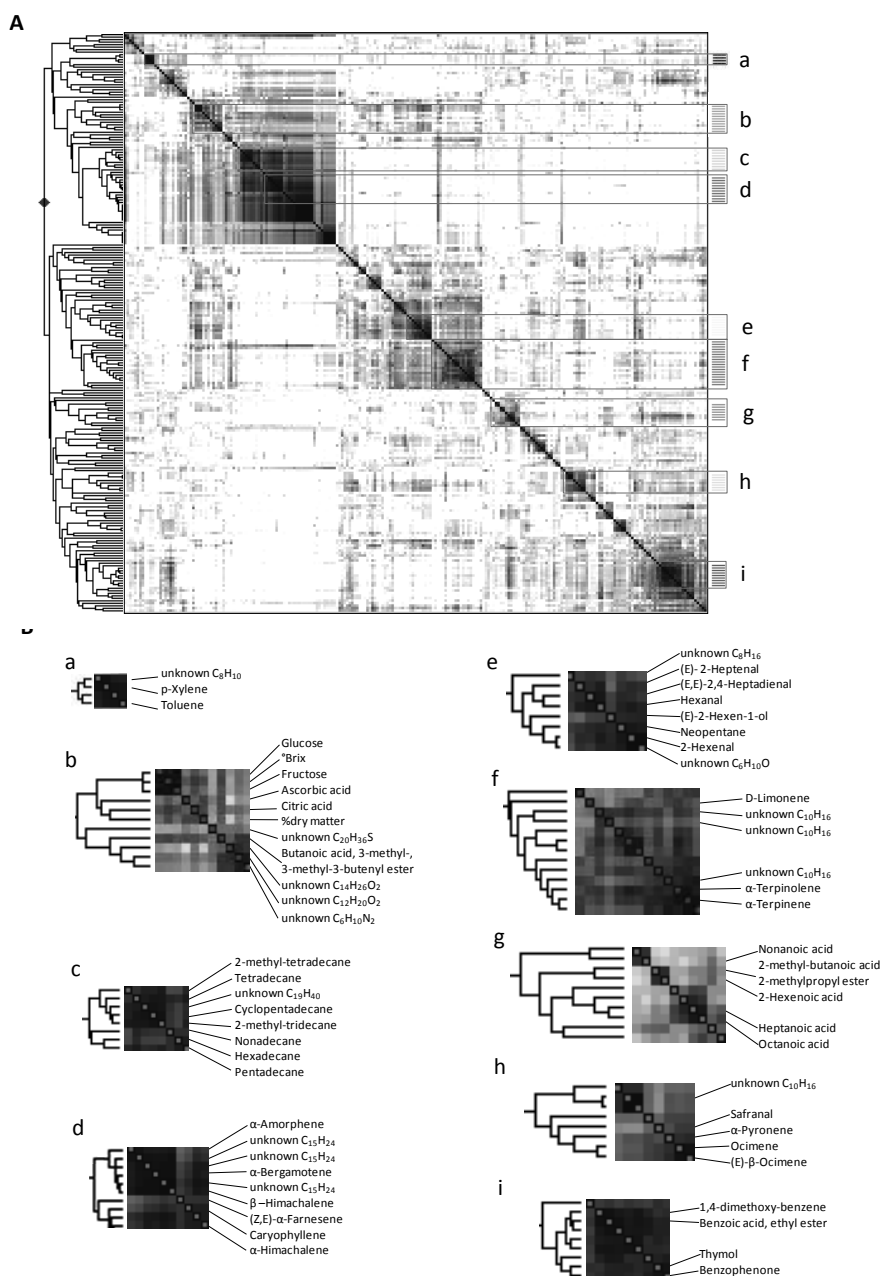 A
a
b
c
d
e
f
g
h
i
B
a
unknown C₈H₁₀
p-Xylene
Toluene
b
Glucose
°Brix
Fructose
Ascorbic acid
Citric acid
%dry matter
unknown C₂₀H₃₆S
Butanoic acid, 3-methyl-,
3-methyl-3-butenyl ester
unknown C₁₄H₂₆O₂
unknown C₁₂H₂₀O₂
unknown C₆H₁₀N₂
c
2-methyl-tetradecane
Tetradecane
unknown C₁₉H₄₀
Cyclopentadecane
2-methyl-tridecane
Nonadecane
Hexadecane
Pentadecane
d
α-Amorphene
unknown C₁₅H₂₄
unknown C₁₅H₂₄
α-Bergamotene
unknown C₁₅H₂₄
β–Himachalene
(Z,E)-α-Farnesene
Caryophyllene
α-Himachalene
e
unknown C₈H₁₆
(E)- 2-Heptenal
(E,E)-2,4-Heptadienal
Hexanal
(E)-2-Hexen-1-ol
Neopentane
2-Hexenal
unknown C₆H₁₀O
f
D-Limonene
unknown C₁₀H₁₆
unknown C₁₀H₁₆
unknown C₁₀H₁₆
α-Terpinolene
α-Terpinene
g
Nonanoic acid
2-methyl-butanoic acid
2-methylpropyl ester
2-Hexenoic acid
Heptanoic acid
Octanoic acid
h
unknown C₁₀H₁₆
Safranal
α-Pyronene
Ocimene
(E)-β-Ocimene
i
1,4-dimethoxy-benzene
Benzoic acid, ethyl ester
Thymol
Benzophenone